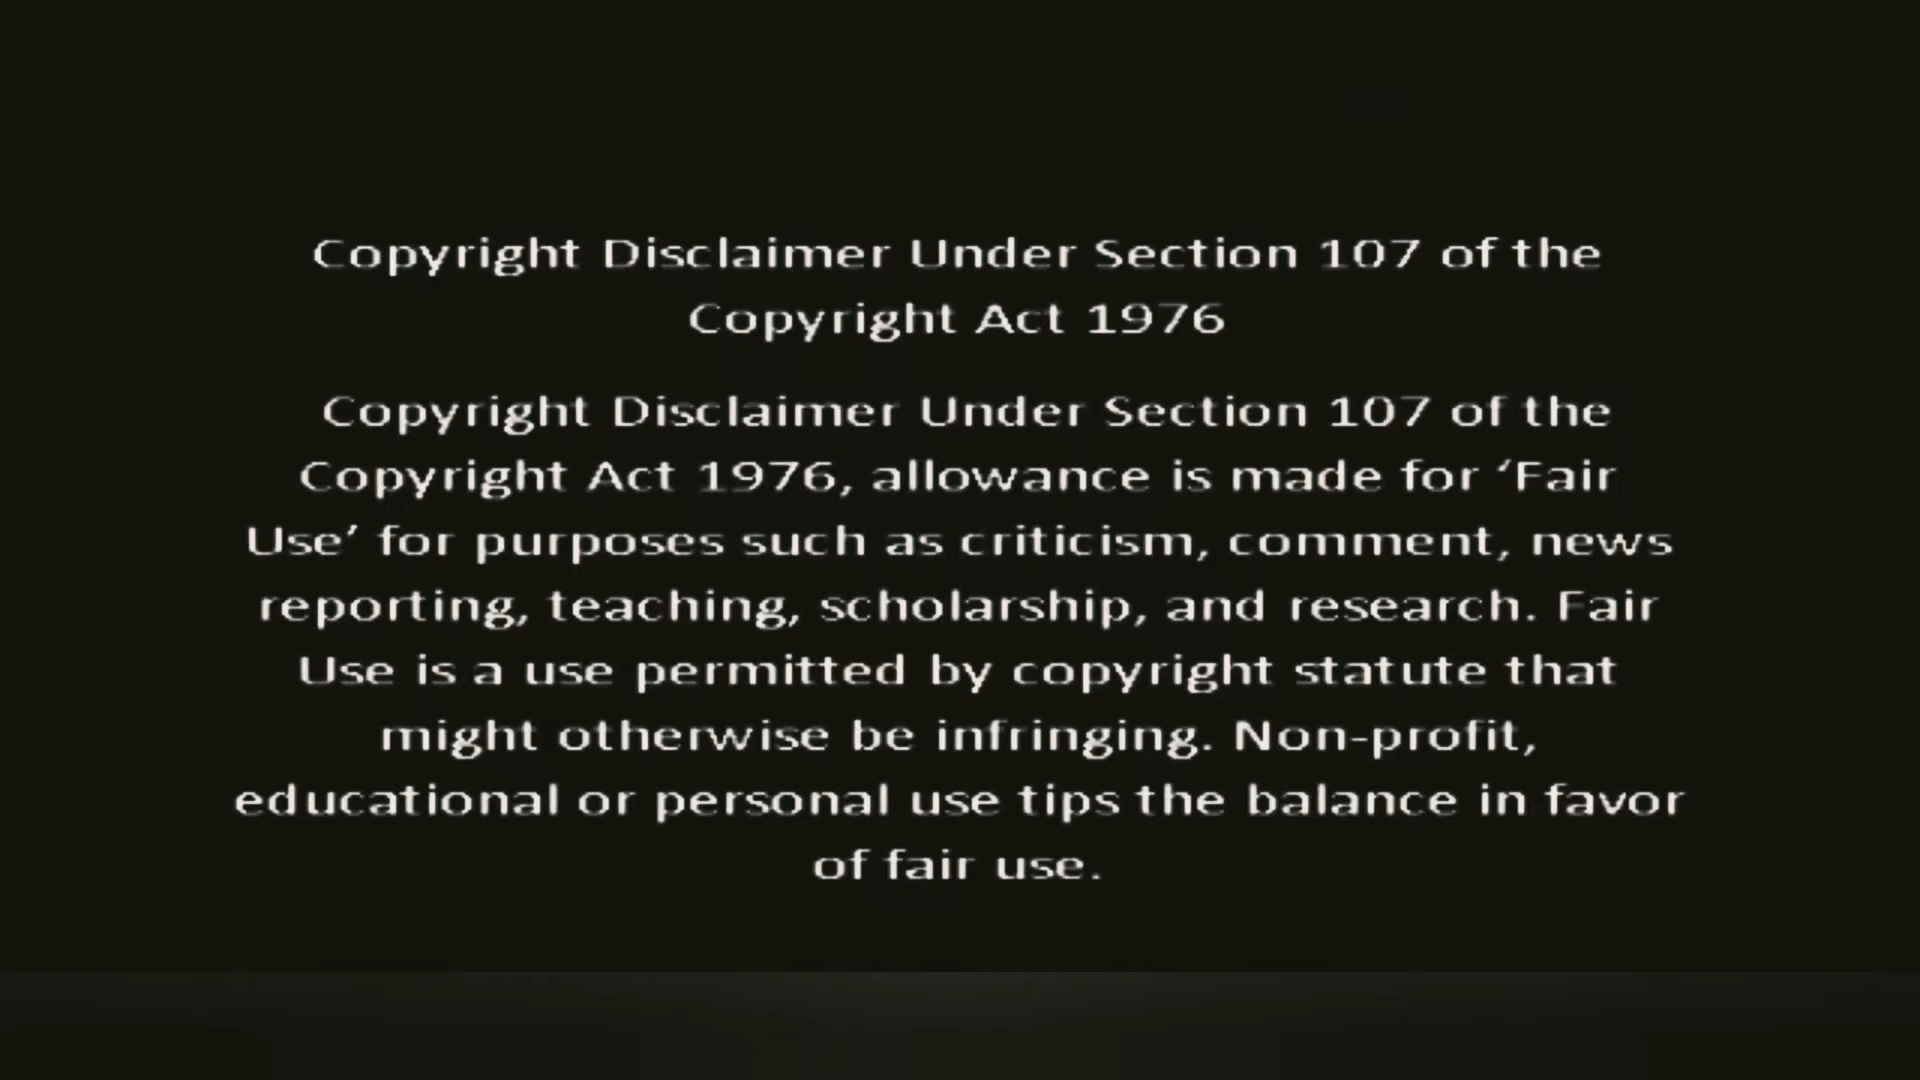 Copyright Disclaimer Under Section 107 of the
Copyright Act 1976
Copyright Disclaimer Under Section 107 of the
Copyright Act 1976, allowance is made for ‘Fair
Use’ for purposes such as criticism, comment, news
reporting, teaching, scholarship, and research. Fair
Use is a use permitted by copyright statute that
might otherwise be infringing. Non-profit,
educational or personal use tips the balance in favor
of fair use.